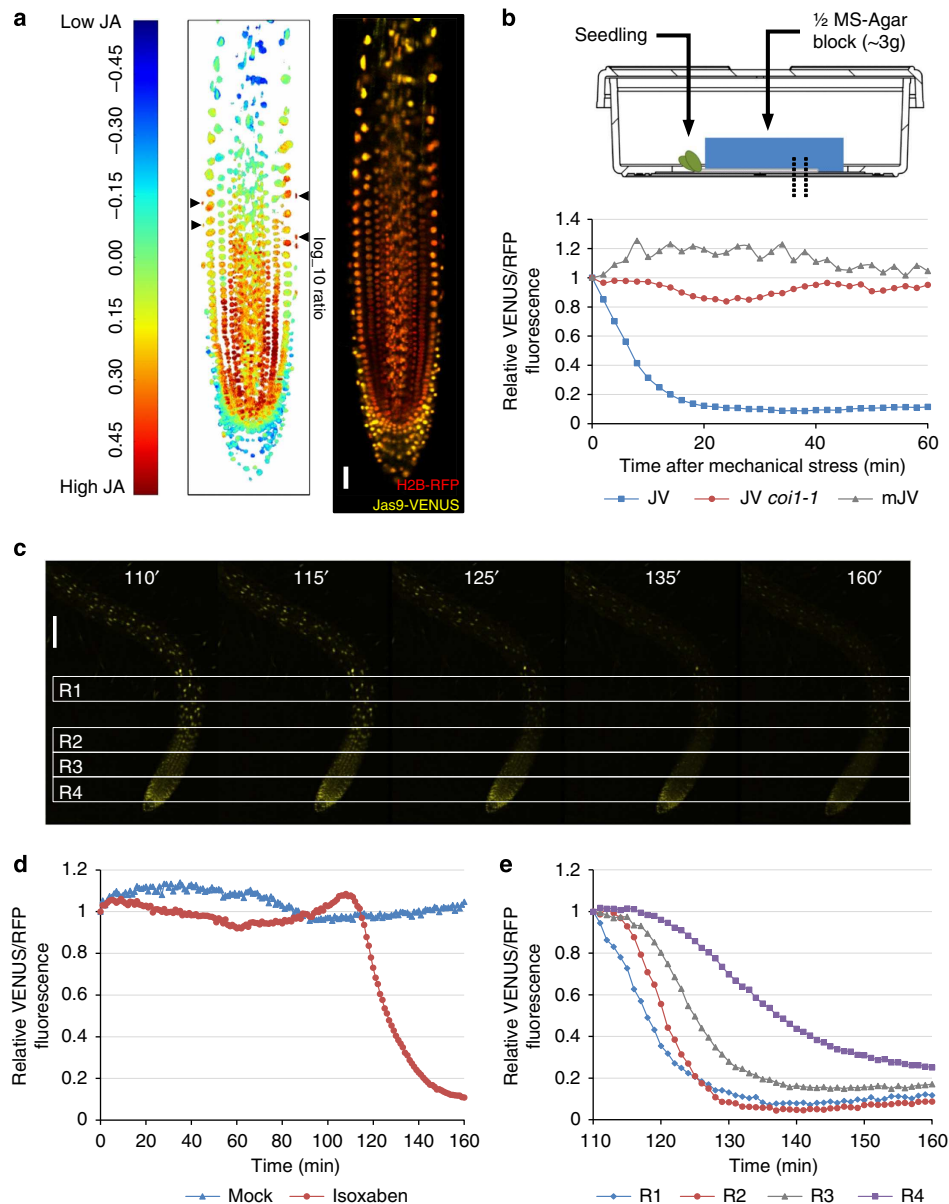 a
Low JA
−0.45
−0.30
−0.15
0.00
0.15
0.30
0.45
High JA
log_10 ratio
H2B-RFP
Jas9-VENUS
b
Seedling
½ MS-Agar
block (~3g)
Relative VENUS/RFP
fluorescence
1.4
1.2
1
0.8
0.6
0.4
0.2
0
0
20
40
60
Time after mechanical stress (min)
JV
JV coi1-1
mJV
c
110′
115′
125′
135′
160′
R1
R2
R3
R4
d
Relative VENUS/RFP
fluorescence
1.2
1
0.8
0.6
0.4
0.2
0
0
20
40
60
80
100
120
140
160
Time (min)
Mock
Isoxaben
e
Relative VENUS/RFP
fluorescence
1.2
1
0.8
0.6
0.4
0.2
0
110
120
130
140
150
160
Time (min)
R1
R2
R3
R4